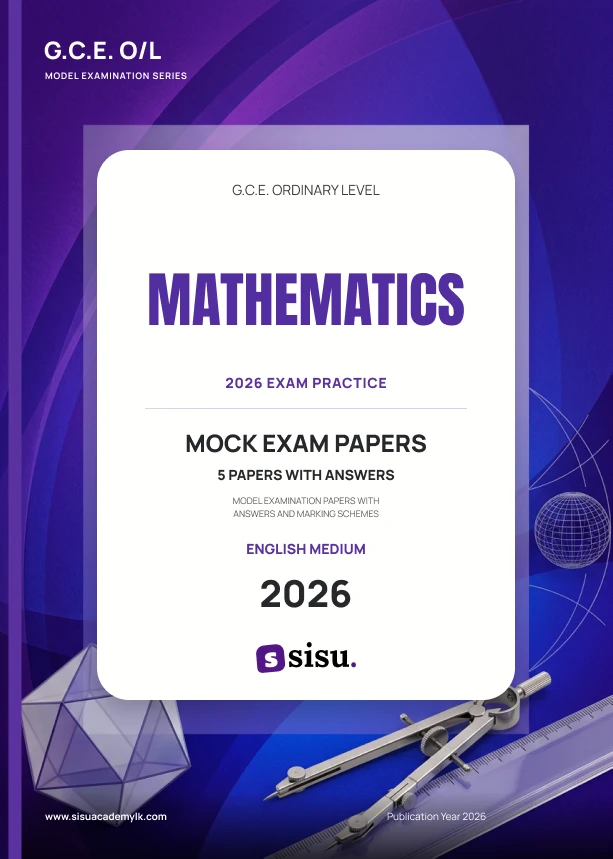 G.C.E. O/L
MODEL EXAMINATION SERIES
G.C.E. ORDINARY LEVEL
MATHEMATICS
2026 EXAM PRACTICE
MOCK EXAM PAPERS
5 PAPERS WITH ANSWERS
MODEL EXAMINATION PAPERS WITH
ANSWERS AND MARKING SCHEMES
ENGLISH MEDIUM
2026
s sisu.
www.sisuacademylk.com
Publication Year 2026